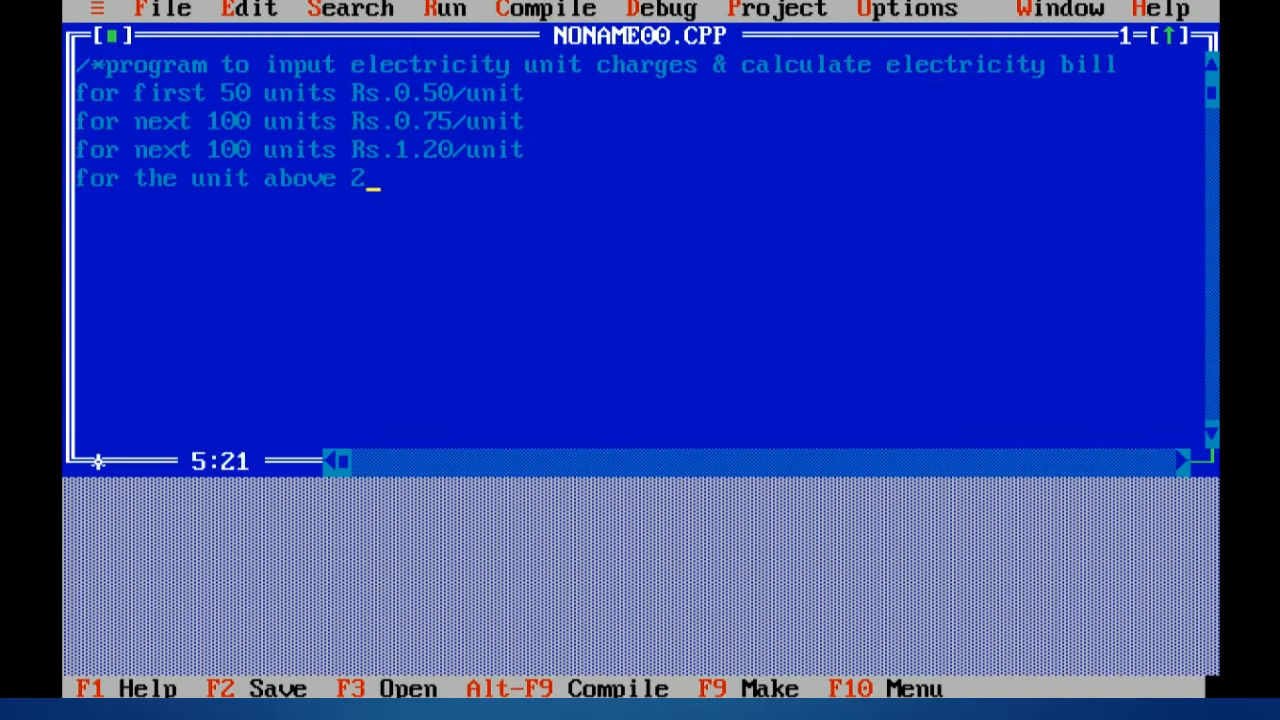 ≡ File Edit Search Run Compile Debug Project Options Window Help
[■] NONAME00.CPP 1=[↑]
/*program to input electricity unit charges & calculate electricity bill
for first 50 units Rs.0.50/unit
for next 100 units Rs.0.75/unit
for next 100 units Rs.1.20/unit
for the unit above 2_
5:21
F1 Help F2 Save F3 Open Alt-F9 Compile F9 Make F10 Menu